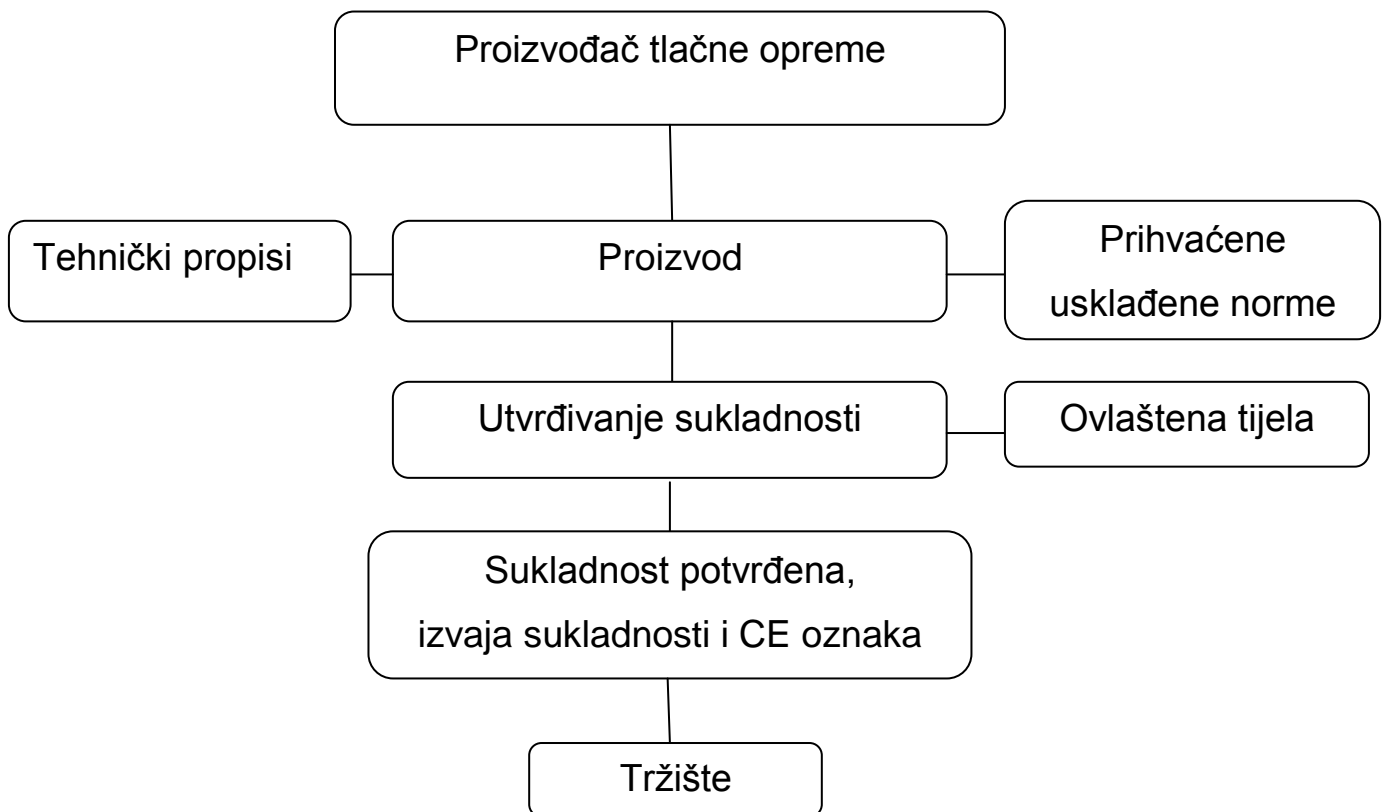 Proizvođač tlačne opreme
Tehnički propisi
Proizvod
Prihvaćene
usklađene norme
Utvrđivanje sukladnosti
Ovlaštena tijela
Sukladnost potvrđena,
izvaja sukladnosti i CE oznaka
Tržište